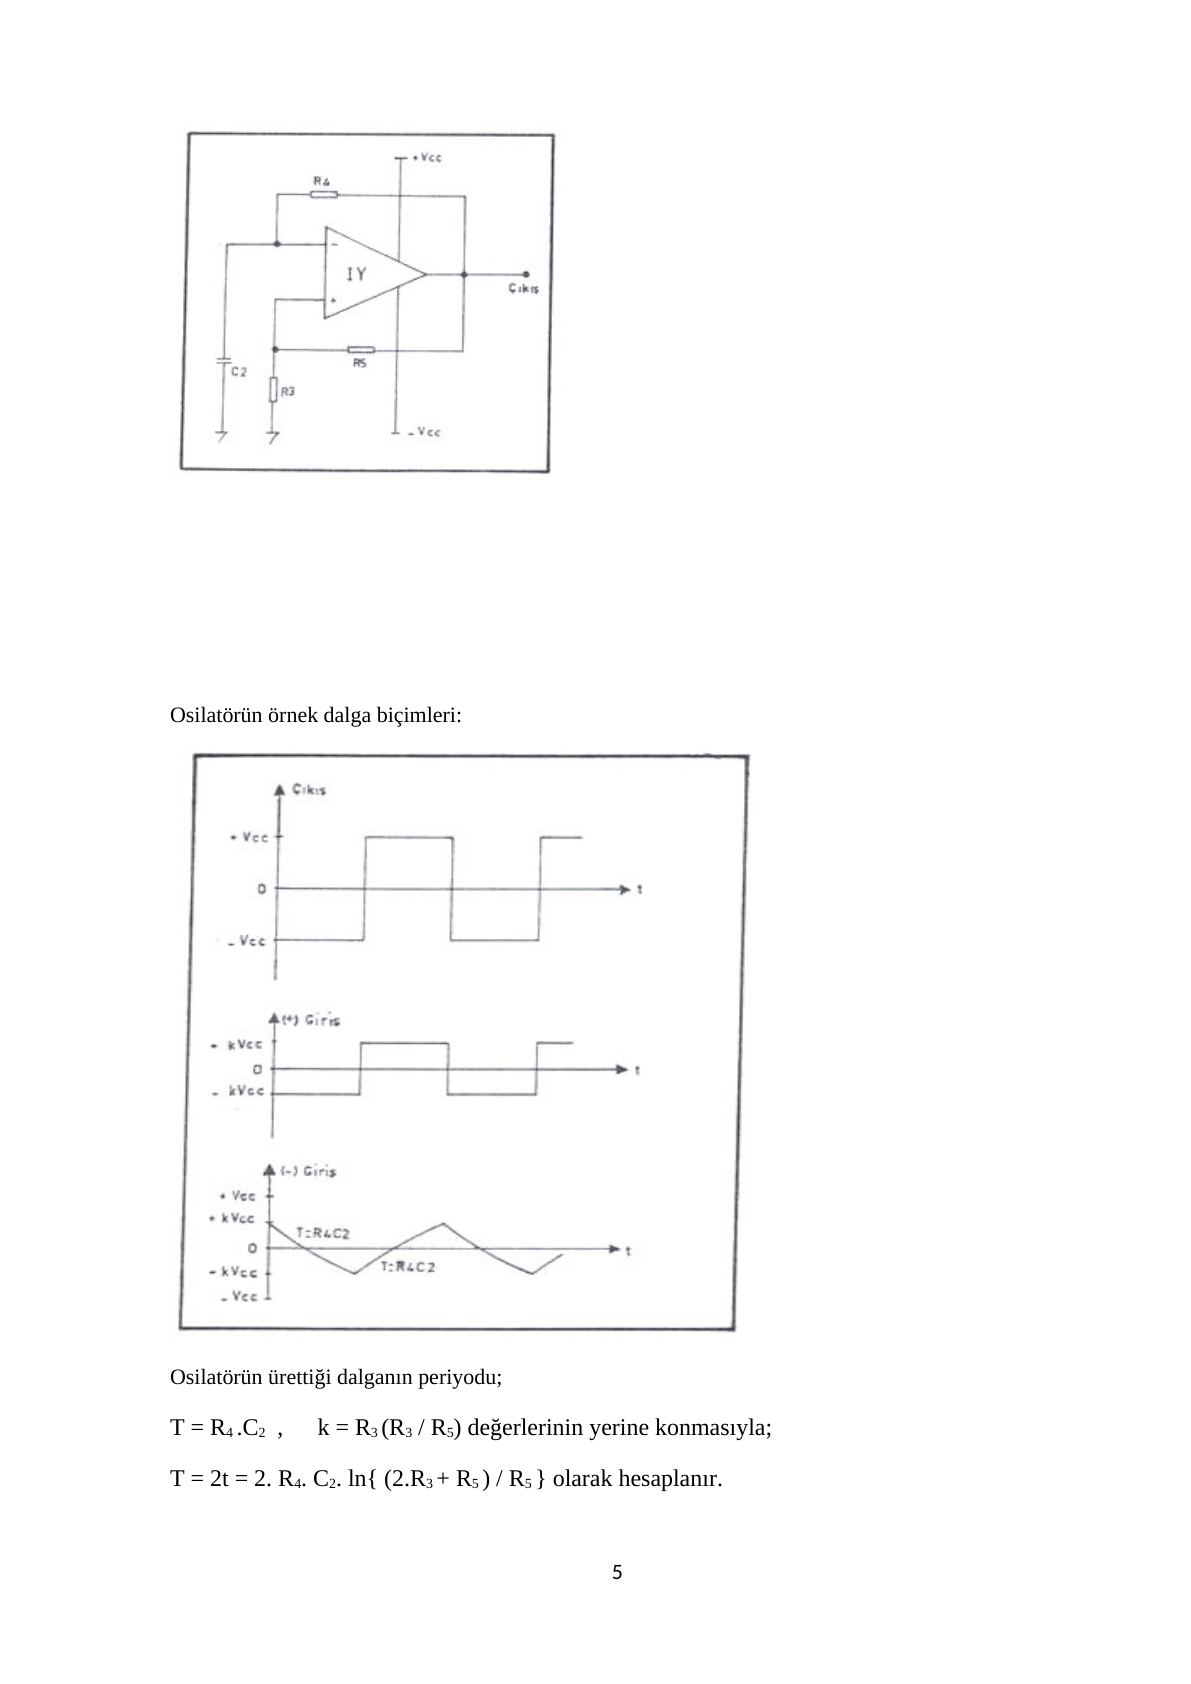 +Vcc
R4
-
IY
+
Çıkış
R5
C2
R3
-Vcc
Osilatörün örnek dalga biçimleri:
Çıkış
+ Vcc
0
t
- Vcc
(+) Giriş
+ kVcc
0
t
- kVcc
(-) Giriş
+ Vcc
+ kVcc
T=R4C2
0
t
- kVcc
T=R4C2
- Vcc
Osilatörün ürettiği dalganın periyodu;
T = R4 .C2 , k = R3 (R3 / R5) değerlerinin yerine konmasıyla;
T = 2t = 2. R4. C2. ln{ (2.R3 + R5 ) / R5 } olarak hesaplanır.
5